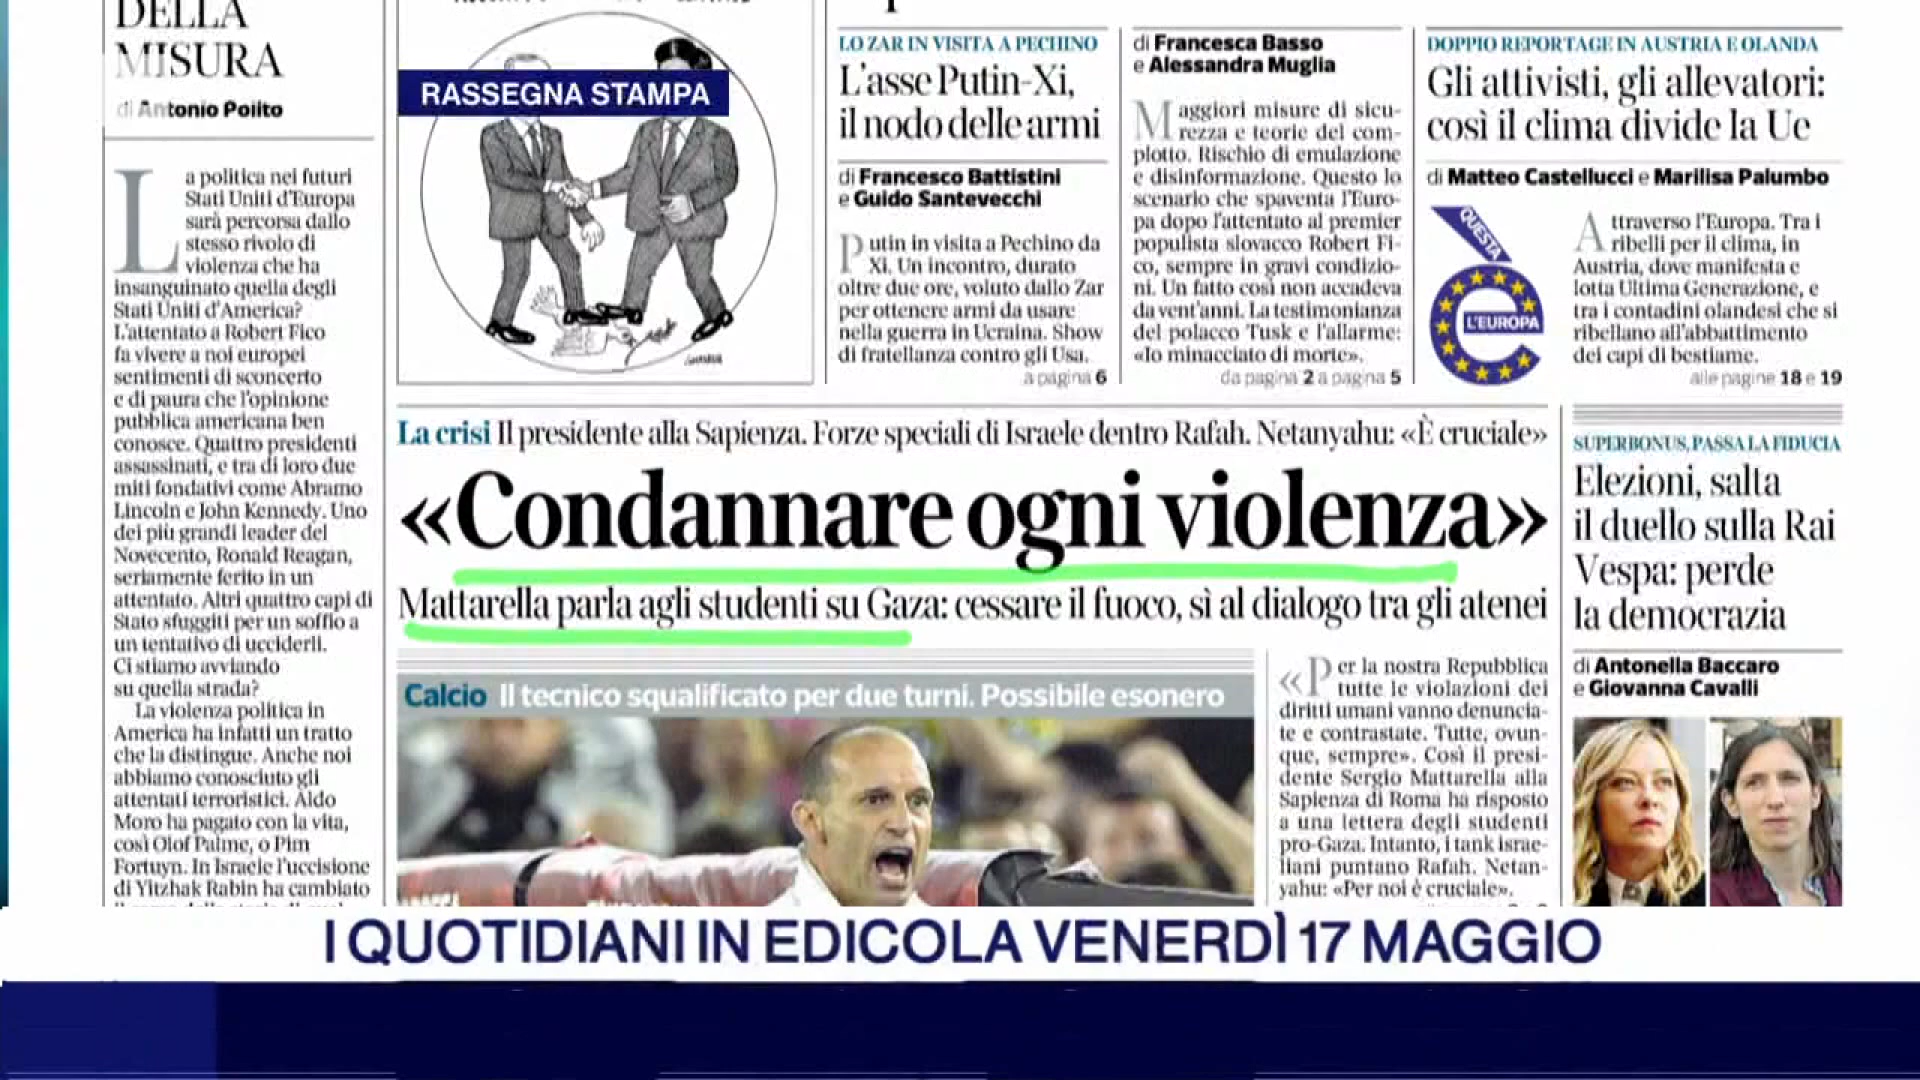 DELLA
MISURA
di Antonio Polito
La politica nei futuri
Stati Uniti d'Europa
sarà percorsa dallo
stesso rivolo di
violenza che ha
insanguinato quella degli
Stati Uniti d'America?
L'attentato a Robert Fico
fa vivere a noi europei
sentimenti di sconcerto
e di paura che l'opinione
pubblica americana ben
conosce. Quattro presidenti
assassinati, e tra di loro due
miti fondativi come Abramo
Lincoln e John Kennedy. Uno
dei più grandi leader del
Novecento, Ronald Reagan,
seriamente ferito in un
attentato. Altri quattro capi di
Stato sfuggiti per un soffio a
un tentativo di ucciderli.
Ci stiamo avviando
su quella strada?
La violenza politica in
America ha infatti un tratto
che la distingue. Anche noi
abbiamo conosciuto gli
attentati terroristici. Aldo
Moro ha pagato con la vita,
così Olof Palme, o Pim
Fortuyn. In Israele l'uccisione
di Yitzhak Rabin ha cambiato
RASSEGNA STAMPA
LO ZAR IN VISITA A PECHINO
L'asse Putin-Xi,
il nodo delle armi
di Francesco Battistini
e Guido Santevecchi
Putin in visita a Pechino da
Xi. Un incontro, durato
oltre due ore, voluto dallo Zar
per ottenere armi da usare
nella guerra in Ucraina. Show
di fratellanza contro gli Usa.
a pagina 6
di Francesca Basso
e Alessandra Muglia
Maggiori misure di sicu-
rezza e teorie del com-
plotto. Rischio di emulazione
e disinformazione. Questo lo
scenario che spaventa l'Euro-
pa dopo l'attentato al premier
populista slovacco Robert Fi-
co, sempre in gravi condizio-
ni. Un fatto così non accadeva
da vent'anni. La testimonianza
del polacco Tusk e l'allarme:
«Io minacciato di morte».
da pagina 2 a pagina 5
DOPPIO REPORTAGE IN AUSTRIA E OLANDA
Gli attivisti, gli allevatori:
così il clima divide la Ue
di Matteo Castellucci e Marilisa Palumbo
QUESTA
è
L'EUROPA
Attraverso l'Europa. Tra i
ribelli per il clima, in
Austria, dove manifesta e
lotta Ultima Generazione, e
tra i contadini olandesi che si
ribellano all'abbattimento
dei capi di bestiame.
alle pagine 18 e 19
La crisi Il presidente alla Sapienza. Forze speciali di Israele dentro Rafah. Netanyahu: «È cruciale»
«Condannare ogni violenza»
Mattarella parla agli studenti su Gaza: cessare il fuoco, sì al dialogo tra gli atenei
Calcio Il tecnico squalificato per due turni. Possibile esonero
«Per la nostra Repubblica
tutte le violazioni dei
diritti umani vanno denuncia-
te e contrastate. Tutte, ovun-
que, sempre». Così il presi-
dente Sergio Mattarella alla
Sapienza di Roma ha risposto
a una lettera degli studenti
pro-Gaza. Intanto, i tank israe-
liani puntano Rafah. Netan-
yahu: «Per noi è cruciale».
SUPERBONUS, PASSA LA FIDUCIA
Elezioni, salta
il duello sulla Rai
Vespa: perde
la democrazia
di Antonella Baccaro
e Giovanna Cavalli
I QUOTIDIANI IN EDICOLA VENERDÌ 17 MAGGIO